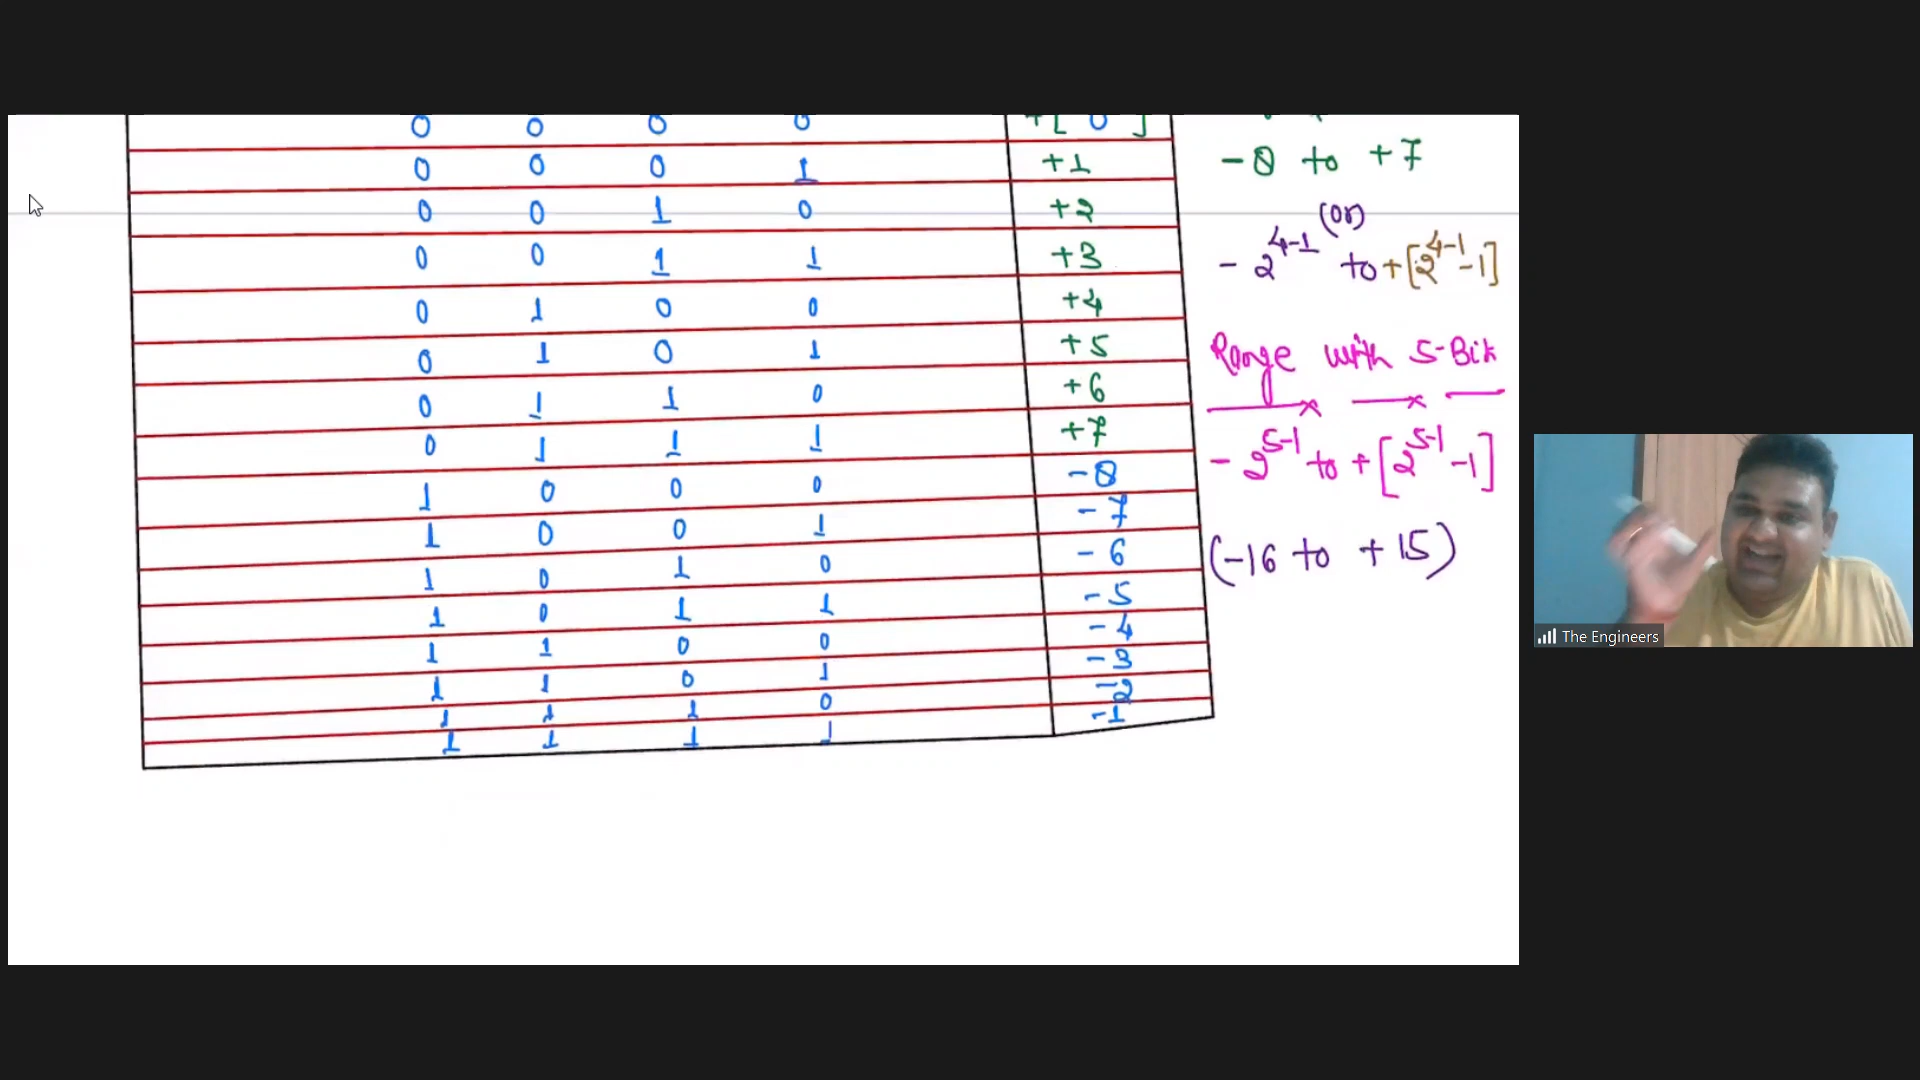 0 0 0 0 +[ 0 ]
0 0 0 1 +1
0 0 1 0 +2
0 0 1 1 +3
0 1 0 0 +4
0 1 0 1 +5
0 1 1 0 +6
0 1 1 1 +7
1 0 0 0 -8
1 0 0 1 -7
1 0 1 0 -6
1 0 1 1 -5
1 1 0 0 -4
1 1 0 1 -3
1 1 1 0 -2
1 1 1 1 -1
-8 to +7
(or)
- 2^4-1 to +[2^4-1 -1]
Range with 5-Bit
- 2^5-1 to +[2^5-1 -1]
(-16 to +15)
The Engineers